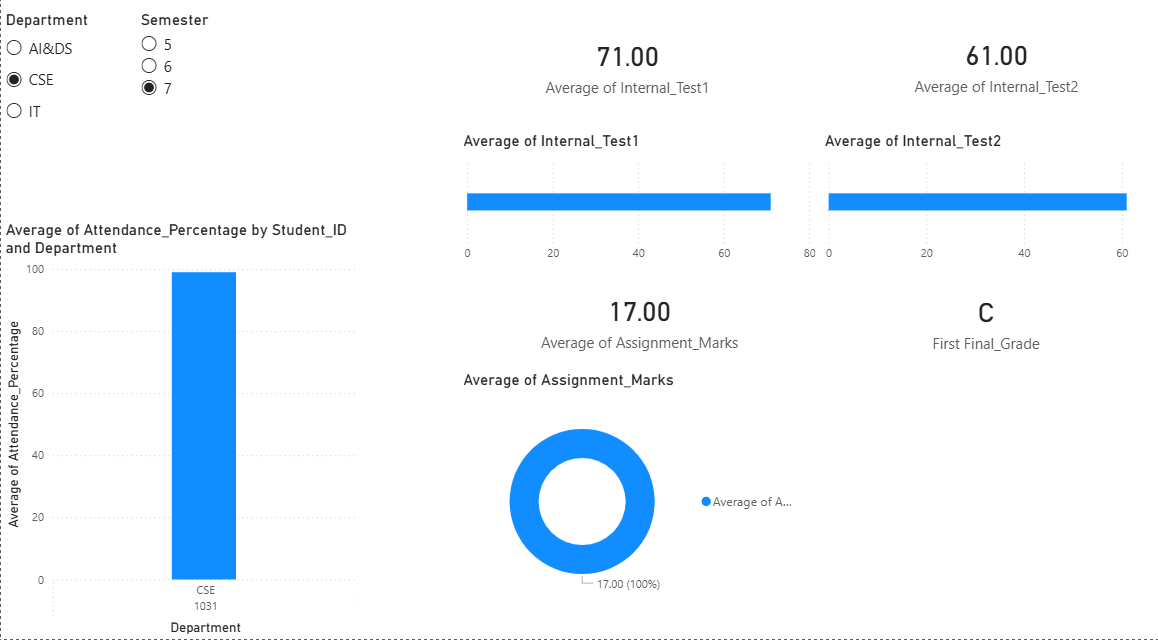 Department
AI&DS
CSE
IT
Semester
5
6
7
71.00
Average of Internal_Test1
61.00
Average of Internal_Test2
Average of Internal_Test1
0 20 40 60 80
Average of Internal_Test2
0 20 40 60
Average of Attendance_Percentage by Student_ID
and Department
Average of Attendance_Percentage
100
80
60
40
20
0
CSE
1031
Department
17.00
Average of Assignment_Marks
C
First Final_Grade
Average of Assignment_Marks
Average of A...
17.00 (100%)